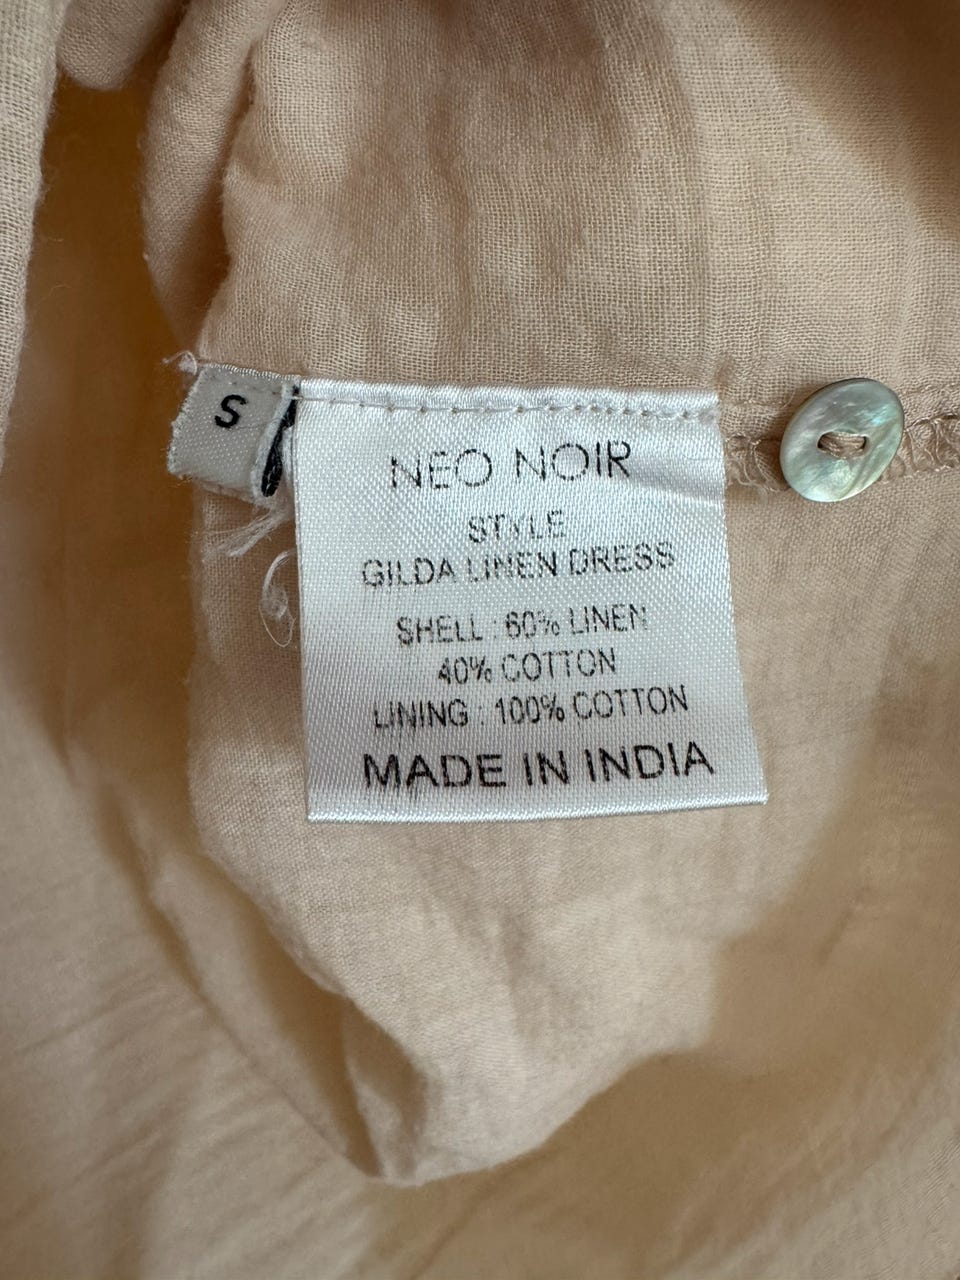 S
NEO NOIR
STYLE
GILDA LINEN DRESS
SHELL : 60% LINEN
40% COTTON
LINING : 100% COTTON
MADE IN INDIA